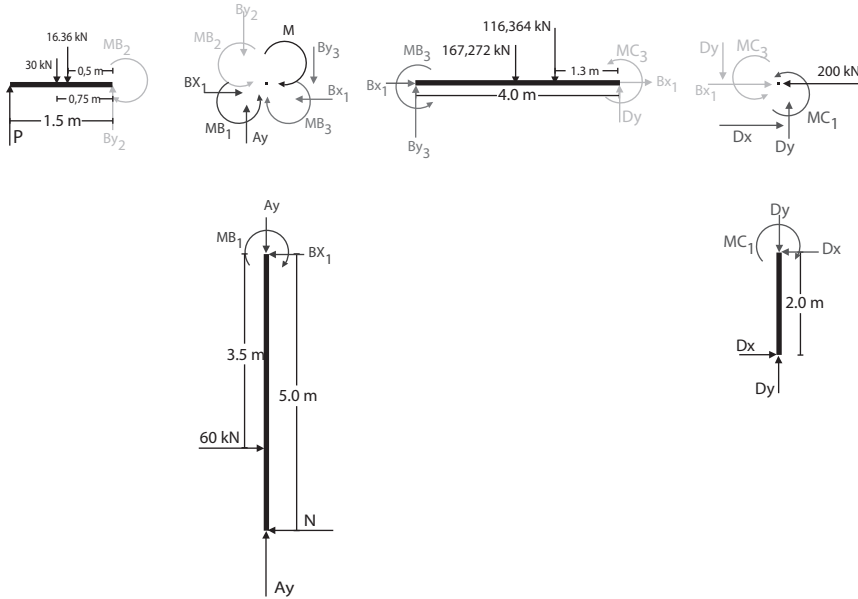 16.36 kN
30 kN
MB2
0,5 m
0,75 m
1.5 m
By2
P
By2
M
MB2
By3
BX1
Bx1
MB1
Ay
MB3
116,364 kN
167,272 kN
MB3
MC3
1.3 m
Bx1
Bx1
4.0 m
By3
Dy
Dy
MC3
200 kN
Bx1
MC1
Dx
Dy
Ay
MB1
BX1
3.5 m
5.0 m
60 kN
N
Ay
Dy
MC1
Dx
2.0 m
Dx
Dy